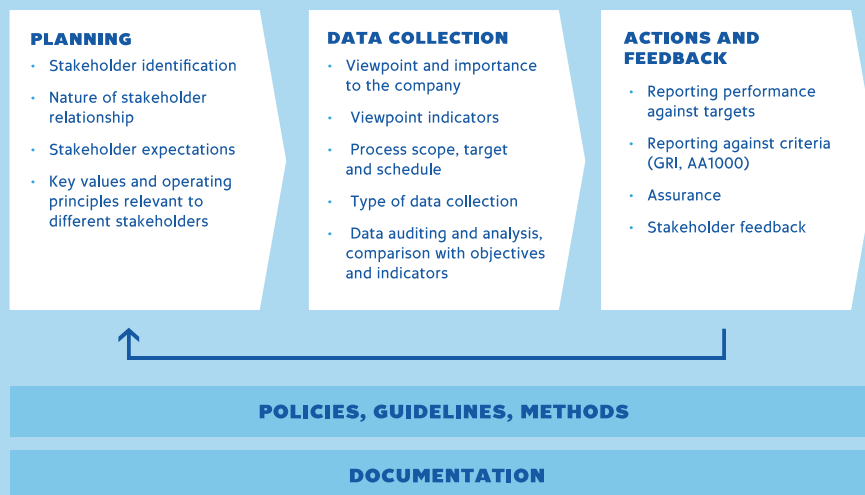 PLANNING
• Stakeholder identification
• Nature of stakeholder
relationship
• Stakeholder expectations
• Key values and operating
principles relevant to
different stakeholders
DATA COLLECTION
• Viewpoint and importance
to the company
• Viewpoint indicators
• Process scope, target
and schedule
• Type of data collection
• Data auditing and analysis,
comparison with objectives
and indicators
ACTIONS AND
FEEDBACK
• Reporting performance
against targets
• Reporting against criteria
(GRI, AA1000)
• Assurance
• Stakeholder feedback
POLICIES, GUIDELINES, METHODS
DOCUMENTATION